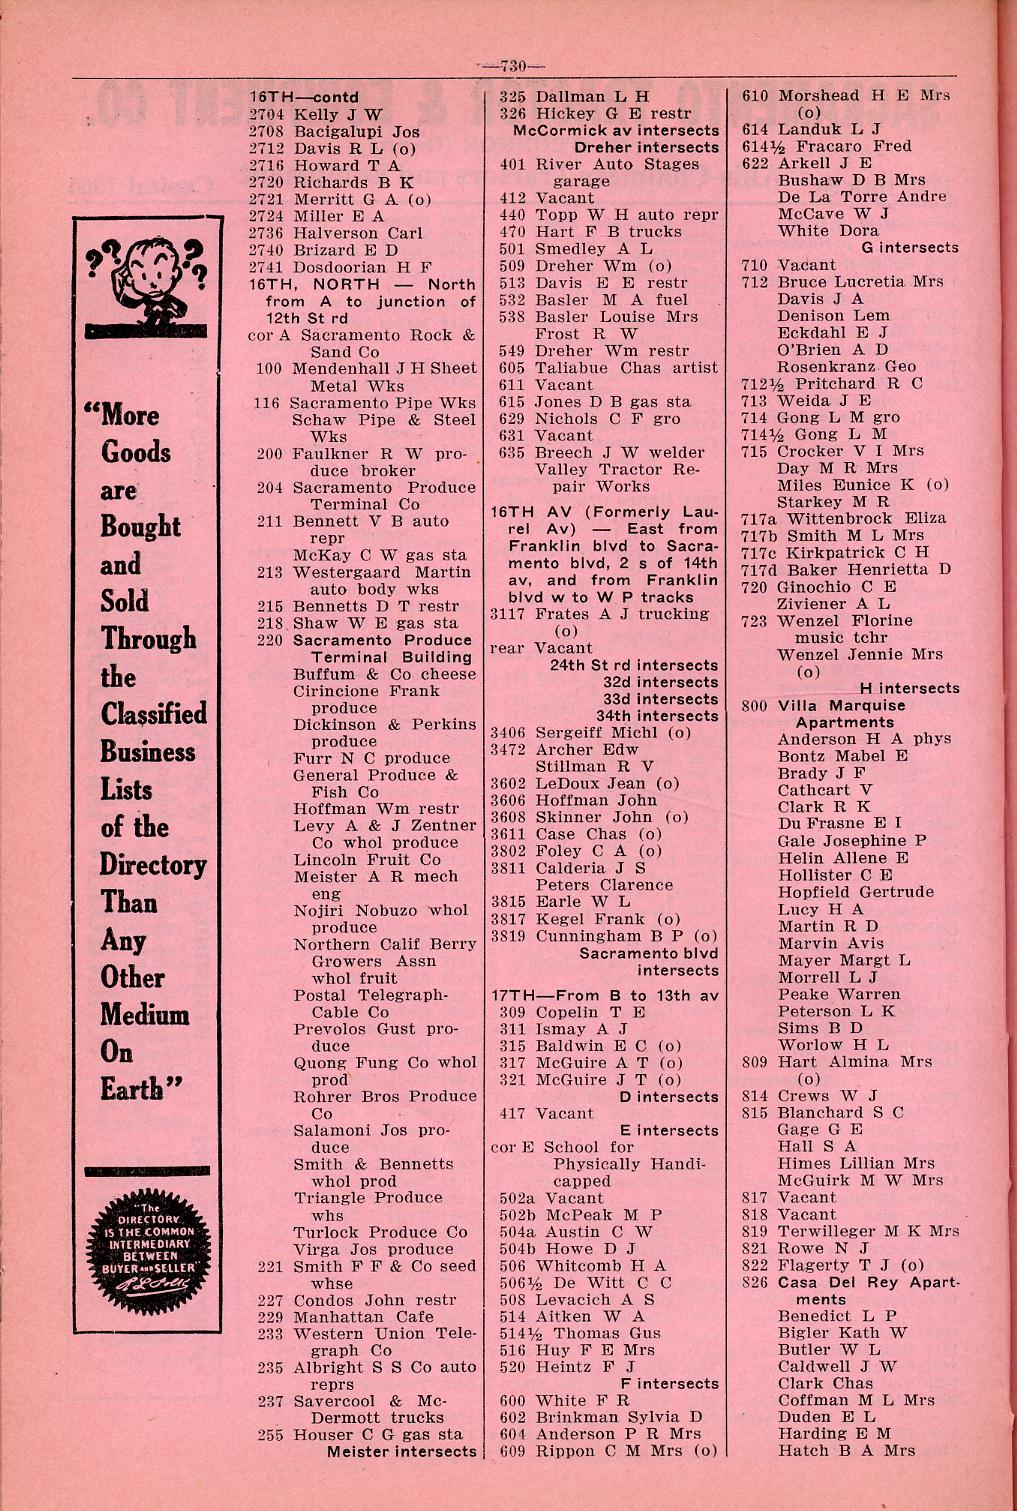 —730—
??
??
“More
Goods
are
Bought
and
Sold
Through
the
Classified
Business
Lists
of the
Directory
Than
Any
Other
Medium
On
Earth”
"The
DIRECTORY
IS THE COMMON
INTERMEDIARY
BETWEEN
BUYER AND SELLER"
R L Polk
16TH—contd
2704 Kelly J W
2708 Bacigalupi Jos
2712 Davis R L (o)
2716 Howard T A
2720 Richards B K
2721 Merritt G A (o)
2724 Miller E A
2736 Halverson Carl
2740 Brizard E D
2741 Dosdoorian H F
16TH, NORTH — North
from A to junction of
12th St rd
cor A Sacramento Rock &
Sand Co
100 Mendenhall J H Sheet
Metal Wks
116 Sacramento Pipe Wks
Schaw Pipe & Steel
Wks
200 Faulkner R W pro-
duce broker
204 Sacramento Produce
Terminal Co
211 Bennett V B auto
repr
McKay C W gas sta
213 Westergaard Martin
auto body wks
215 Bennetts D T restr
218 Shaw W E gas sta
220 Sacramento Produce
Terminal Building
Buffum & Co cheese
Cirincione Frank
produce
Dickinson & Perkins
produce
Furr N C produce
General Produce &
Fish Co
Hoffman Wm restr
Levy A & J Zentner
Co whol produce
Lincoln Fruit Co
Meister A R mech
eng
Nojiri Nobuzo whol
produce
Northern Calif Berry
Growers Assn
whol fruit
Postal Telegraph-
Cable Co
Prevolos Gust pro-
duce
Quong Fung Co whol
prod
Rohrer Bros Produce
Co
Salamoni Jos pro-
duce
Smith & Bennetts
whol prod
Triangle Produce
whs
Turlock Produce Co
Virga Jos produce
221 Smith F F & Co seed
whse
227 Condos John restr
229 Manhattan Cafe
233 Western Union Tele-
graph Co
235 Albright S S Co auto
reprs
237 Savercool & Mc-
Dermott trucks
255 Houser C G gas sta
Meister intersects
325 Dallman L H
326 Hickey G E restr
McCormick av intersects
Dreher intersects
401 River Auto Stages
garage
412 Vacant
440 Topp W H auto repr
470 Hart F B trucks
501 Smedley A L
509 Dreher Wm (o)
513 Davis E E restr
532 Basler M A fuel
538 Basler Louise Mrs
Frost R W
549 Dreher Wm restr
605 Taliabue Chas artist
611 Vacant
615 Jones D B gas sta
629 Nichols C F gro
631 Vacant
635 Breech J W welder
Valley Tractor Re-
pair Works
16TH AV (Formerly Lau-
rel Av) — East from
Franklin blvd to Sacra-
mento blvd, 2 s of 14th
av, and from Franklin
blvd w to W P tracks
3117 Frates A J trucking
(o)
rear Vacant
24th St rd intersects
32d intersects
33d intersects
34th intersects
3406 Sergeiff Michl (o)
3472 Archer Edw
Stillman R V
3602 LeDoux Jean (o)
3606 Hoffman John
3608 Skinner John (o)
3611 Case Chas (o)
3802 Foley C A (o)
3811 Calderia J S
Peters Clarence
3815 Earle W L
3817 Kegel Frank (o)
3819 Cunningham B P (o)
Sacramento blvd
intersects
17TH—From B to 13th av
309 Copelin T E
311 Ismay A J
315 Baldwin E C (o)
317 McGuire A T (o)
321 McGuire J T (o)
D intersects
417 Vacant
E intersects
cor E School for
Physically Handi-
capped
502a Vacant
502b McPeak M P
504a Austin C W
504b Howe D J
506 Whitcomb H A
506½ De Witt C C
508 Levacich A S
514 Aitken W A
514½ Thomas Gus
516 Huy F E Mrs
520 Heintz F J
F intersects
600 White F R
602 Brinkman Sylvia D
604 Anderson P R Mrs
609 Rippon C M Mrs (o)
610 Morshead H E Mrs
(o)
614 Landuk L J
614½ Fracaro Fred
622 Arkell J E
Bushaw D B Mrs
De La Torre Andre
McCave W J
White Dora
G intersects
710 Vacant
712 Bruce Lucretia Mrs
Davis J A
Denison Lem
Eckdahl E J
O'Brien A D
Rosenkranz Geo
712½ Pritchard R C
713 Weida J E
714 Gong L M gro
714½ Gong L M
715 Crocker V I Mrs
Day M R Mrs
Miles Eunice K (o)
Starkey M R
717a Wittenbrock Eliza
717b Smith M L Mrs
717c Kirkpatrick C H
717d Baker Henrietta D
720 Ginochio C E
Ziviener A L
723 Wenzel Florine
music tchr
Wenzel Jennie Mrs
(o)
H intersects
800 Villa Marquise
Apartments
Anderson H A phys
Bontz Mabel E
Brady J F
Cathcart V
Clark R K
Du Frasne E I
Gale Josephine P
Helin Allene E
Hollister C E
Hopfield Gertrude
Lucy H A
Martin R D
Marvin Avis
Mayer Margt L
Morrell L J
Peake Warren
Peterson L K
Sims B D
Worlow H L
809 Hart Almina Mrs
(o)
814 Crews W J
815 Blanchard S C
Gage G E
Hall S A
Himes Lillian Mrs
McGuirk M W Mrs
817 Vacant
818 Vacant
819 Terwilleger M K Mrs
821 Rowe N J
822 Flagerty T J (o)
826 Casa Del Rey Apart-
ments
Benedict L P
Bigler Kath W
Butler W L
Caldwell J W
Clark Chas
Coffman M L Mrs
Duden E L
Harding E M
Hatch B A Mrs